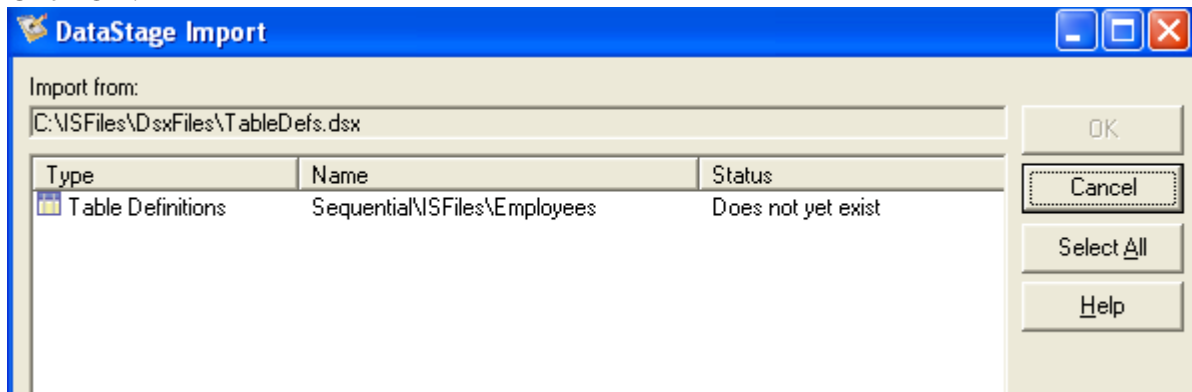 DataStage Import
Import from:
C:\ISFiles\DsxFiles\TableDefs.dsx
OK
Type Name Status
Table Definitions Sequential\ISFiles\Employees Does not yet exist
Cancel
Select All
Help